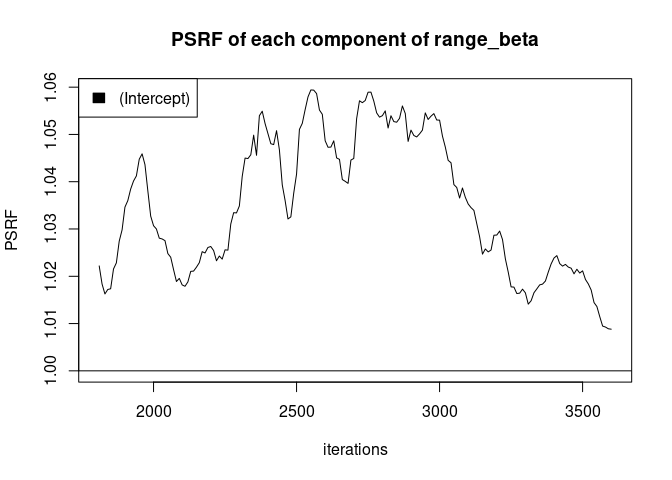 PSRF of each component of range_beta
(Intercept)
PSRF
1.06
1.05
1.04
1.03
1.02
1.01
1.00
2000 2500 3000 3500
iterations